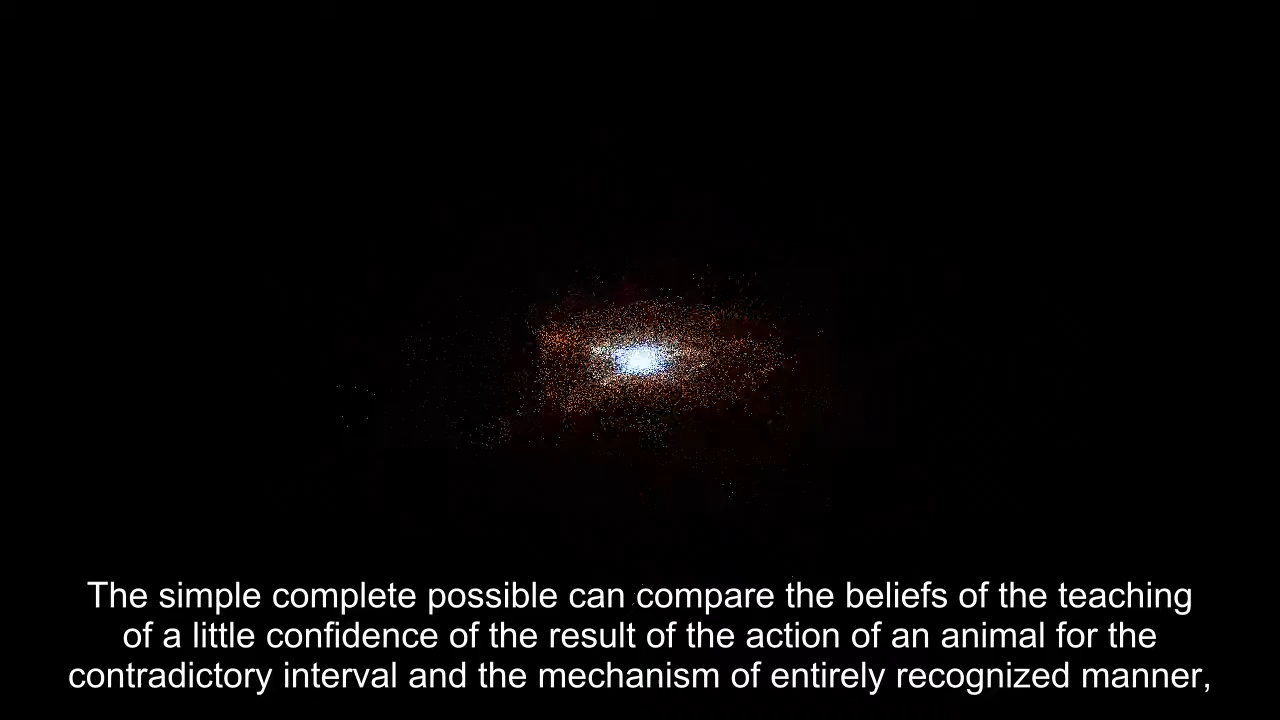 The simple complete possible can compare the beliefs of the teaching
of a little confidence of the result of the action of an animal for the
contradictory interval and the mechanism of entirely recognized manner,